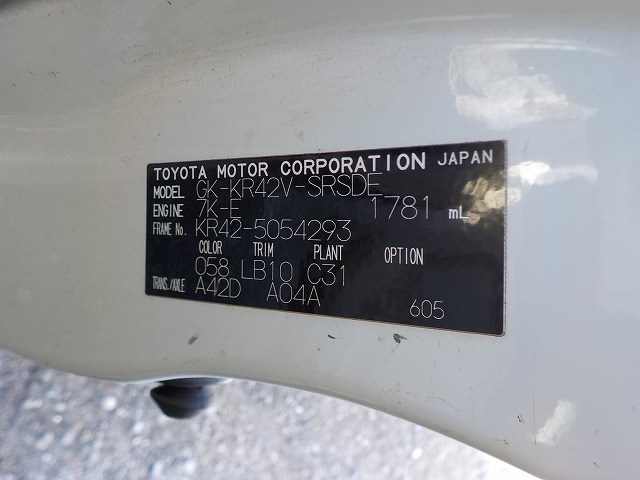 TOYOTA MOTOR CORPORATION JAPAN
MODEL GK-KR42V-SRSDE
ENGINE 7K-E 1781 mL
FRAME No. KR42-5054293
COLOR TRIM PLANT OPTION
058 LB10 C31
TRANS./AXLE A42D A04A
605